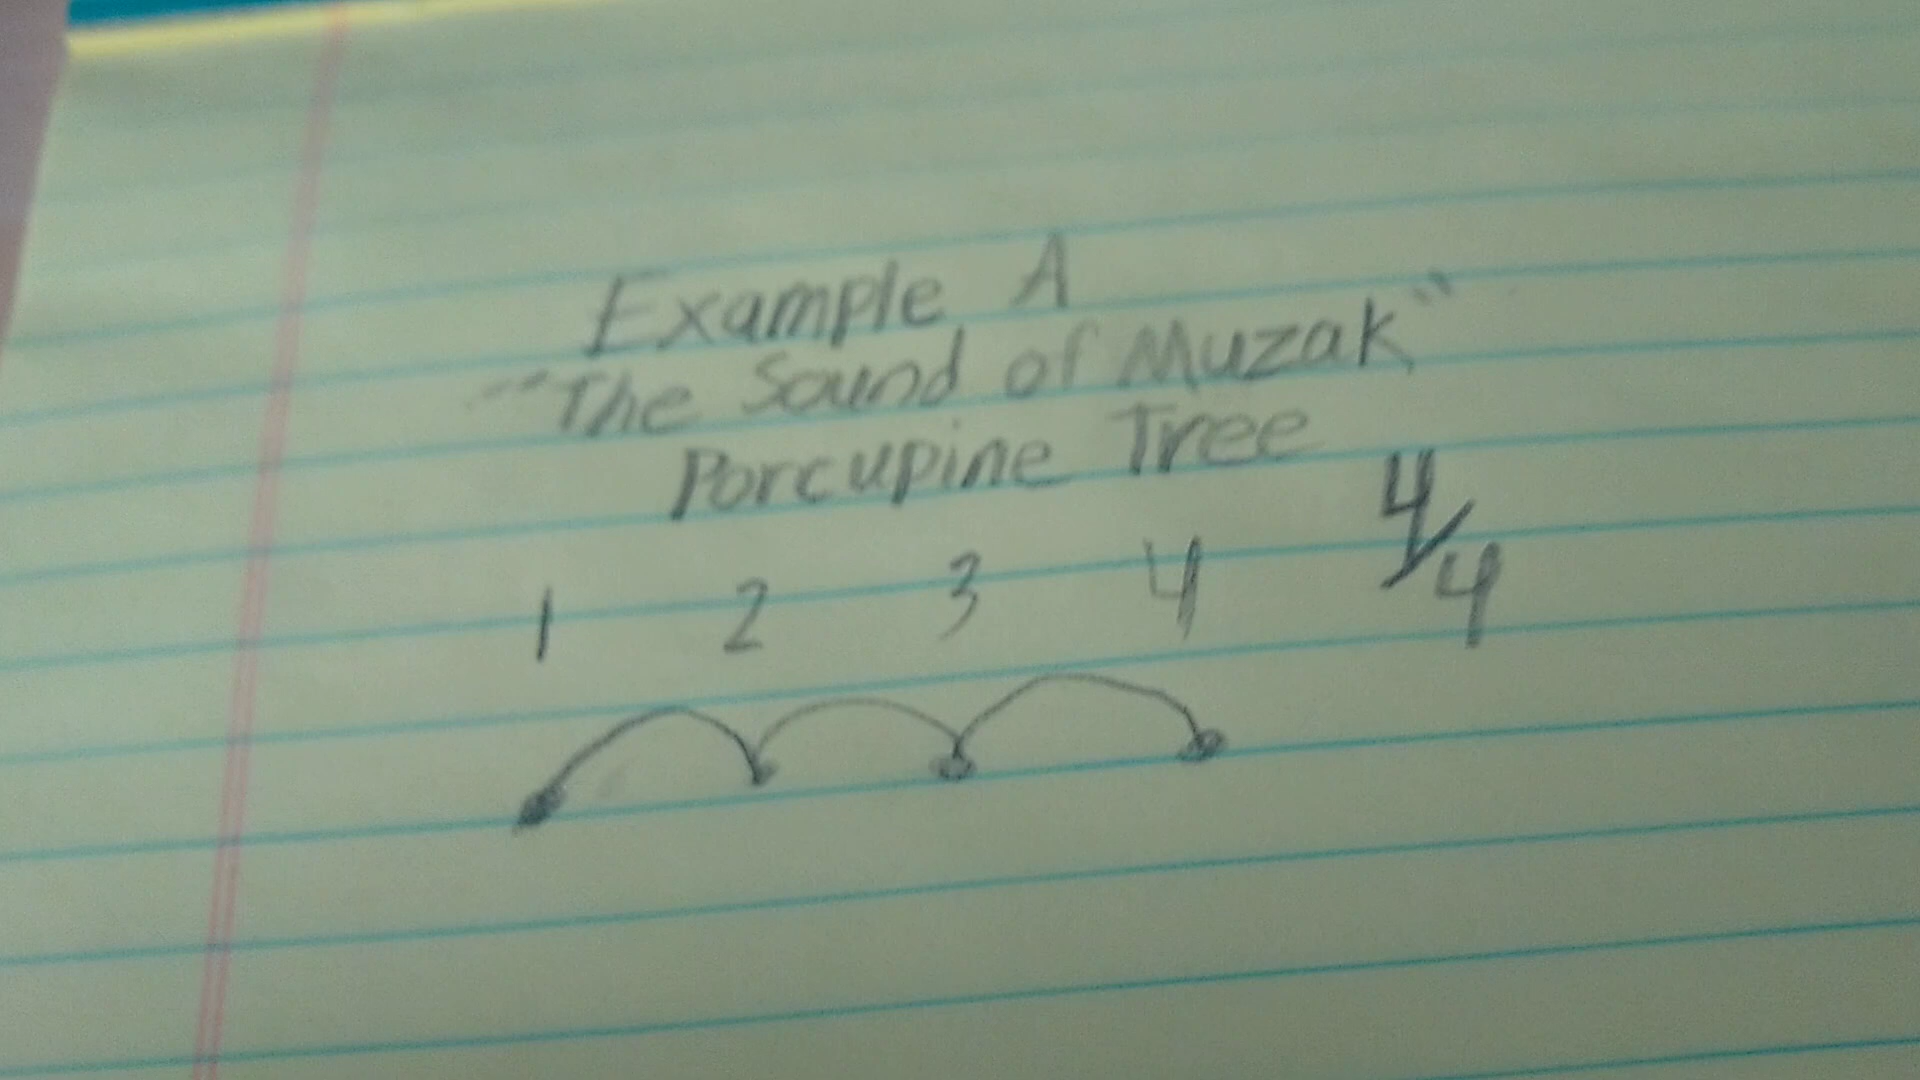 Example A
"The Sound of Muzak"
Porcupine Tree
1 2 3 4 4/4